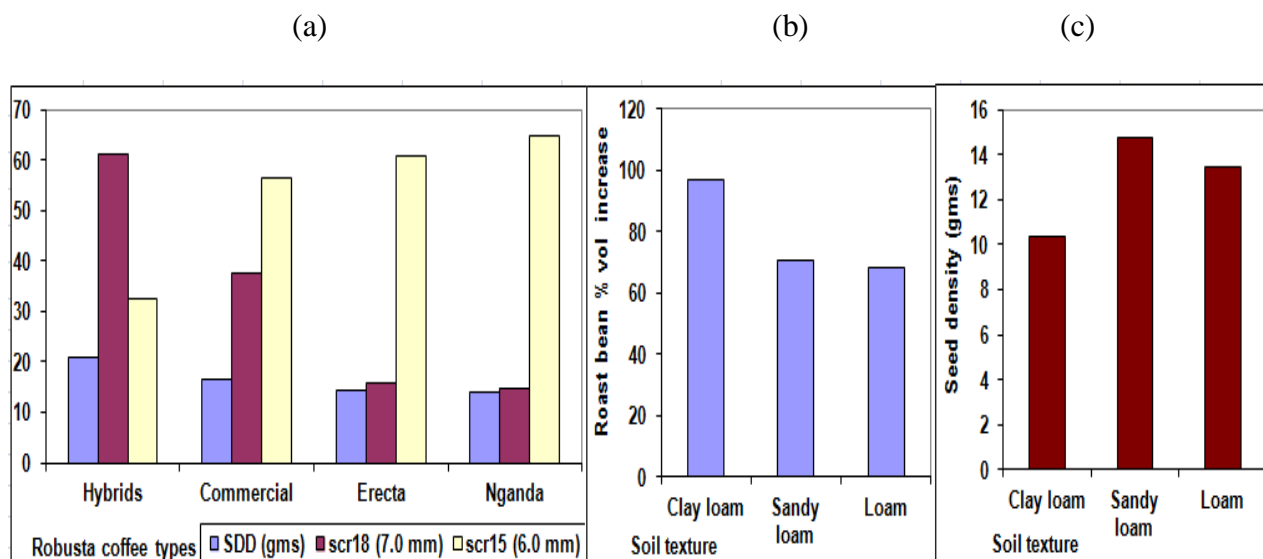 (a)
(b)
(c)
70
60
50
40
30
20
10
0
Hybrids Commercial Erecta Nganda
Robusta coffee types SDD (gms) scr18 (7.0 mm) scr15 (6.0 mm)
Roast bean % vol increase
120
100
80
60
40
20
0
Clay loam Sandy loam Loam
Soil texture
Seed density (gms)
16
14
12
10
8
6
4
2
0
Clay loam Sandy loam Loam
Soil texture